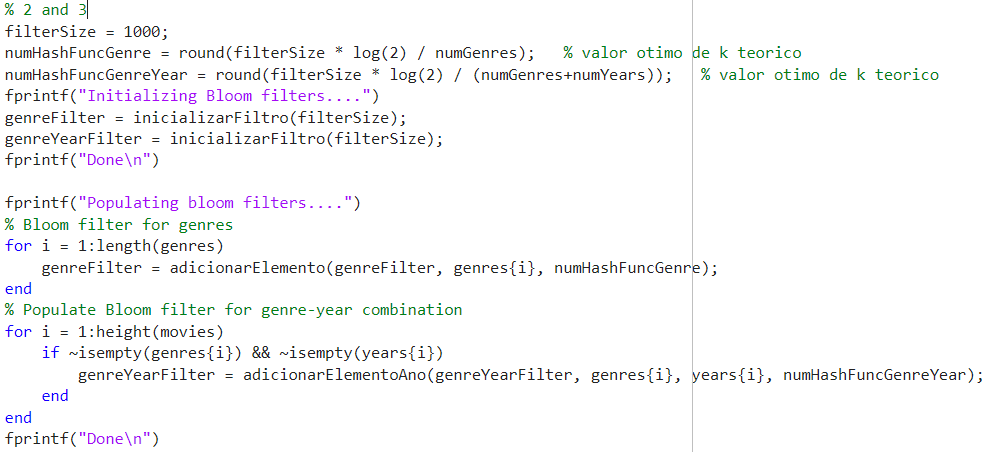 % 2 and 3
filterSize = 1000;
numHashFuncGenre = round(filterSize * log(2) / numGenres);   % valor otimo de k teorico
numHashFuncGenreYear = round(filterSize * log(2) / (numGenres+numYears));   % valor otimo de k teorico
fprintf("Initializing Bloom filters....")
genreFilter = inicializarFiltro(filterSize);
genreYearFilter = inicializarFiltro(filterSize);
fprintf("Done\n")

fprintf("Populating bloom filters....")
% Bloom filter for genres
for i = 1:length(genres)
    genreFilter = adicionarElemento(genreFilter, genres{i}, numHashFuncGenre);
end
% Populate Bloom filter for genre-year combination
for i = 1:height(movies)
    if ~isempty(genres{i}) && ~isempty(years{i})
        genreYearFilter = adicionarElementoAno(genreYearFilter, genres{i}, years{i}, numHashFuncGenreYear);
    end
end
fprintf("Done\n")